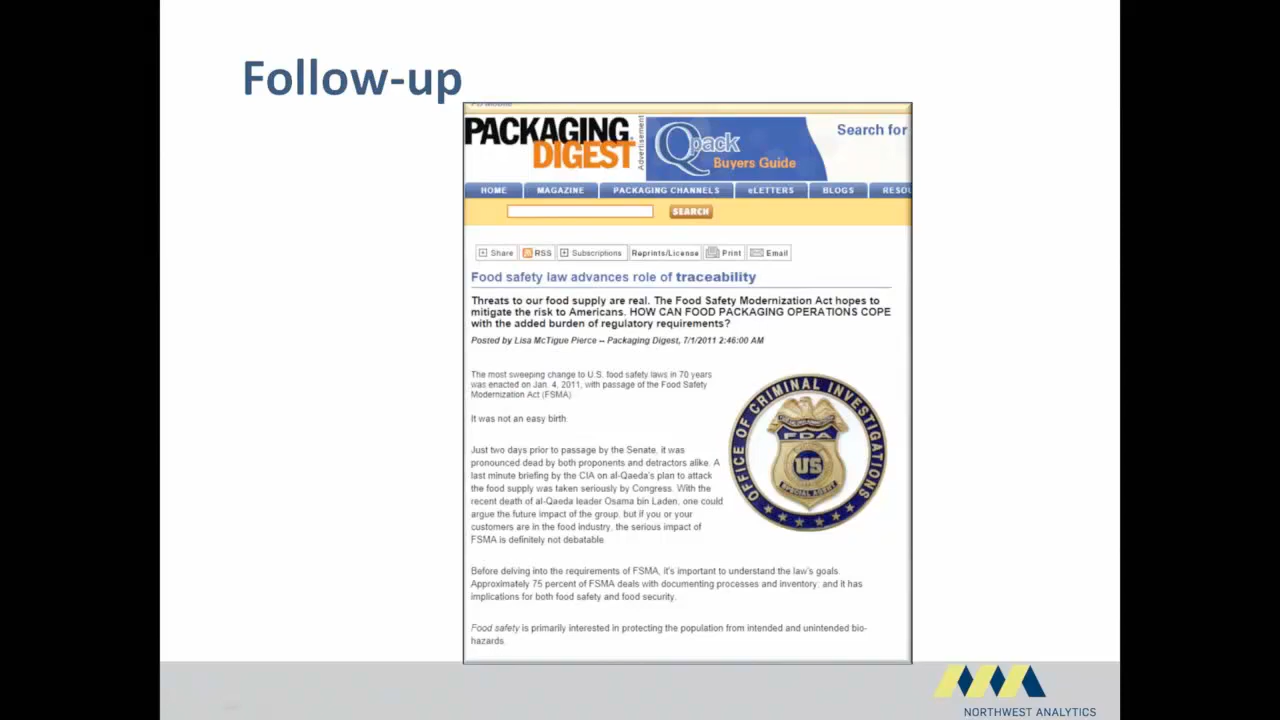 Follow-up
PACKAGING
DIGEST
Advertisement
Qpack
Buyers Guide
Search for
HOME
MAGAZINE
PACKAGING CHANNELS
eLETTERS
BLOGS
RESOU
SEARCH
Share
RSS
Subscriptions
Reprints/License
Print
Email
Food safety law advances role of traceability
Threats to our food supply are real. The Food Safety Modernization Act hopes to
mitigate the risk to Americans. HOW CAN FOOD PACKAGING OPERATIONS COPE
with the added burden of regulatory requirements?
Posted by Lisa McTigue Pierce -- Packaging Digest, 7/1/2011 2:46:00 AM
The most sweeping change to U.S. food safety laws in 70 years
was enacted on Jan. 4, 2011, with passage of the Food Safety
Modernization Act (FSMA).
It was not an easy birth.
Just two days prior to passage by the Senate, it was
pronounced dead by both proponents and detractors alike. A
last minute briefing by the CIA on al-Qaeda's plan to attack
the food supply was taken seriously by Congress. With the
recent death of al-Qaeda leader Osama bin Laden, one could
argue the future impact of the group, but if you or your
customers are in the food industry, the serious impact of
FSMA is definitely not debatable.
OFFICE OF CRIMINAL INVESTIGATIONS
FDA
US
SPECIAL AGENT
Before delving into the requirements of FSMA, it's important to understand the law's goals.
Approximately 75 percent of FSMA deals with documenting processes and inventory; and it has
implications for both food safety and food security.
Food safety is primarily interested in protecting the population from intended and unintended bio-
hazards.
NORTHWEST ANALYTICS